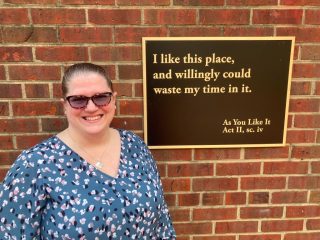 I like this place,
and willingly could
waste my time in it.
As You Like It
Act II, sc. iv